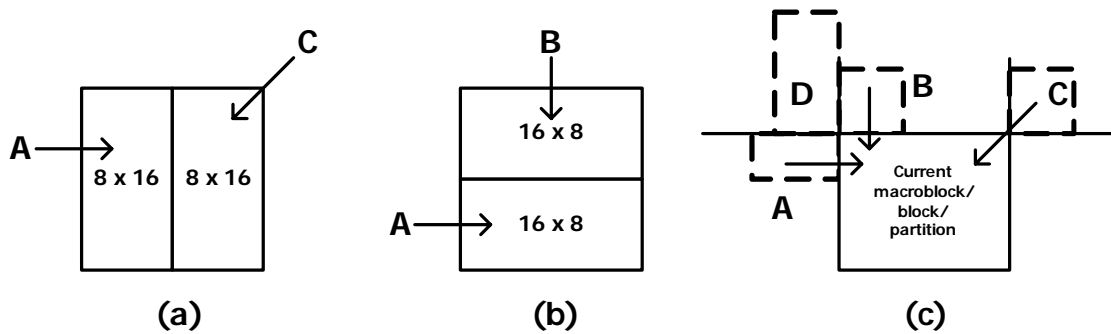 C
A
8 x 16
8 x 16
(a)
B
16 x 8
A
16 x 8
(b)
D
B
C
A
Current
macroblock/
block/
partition
(c)